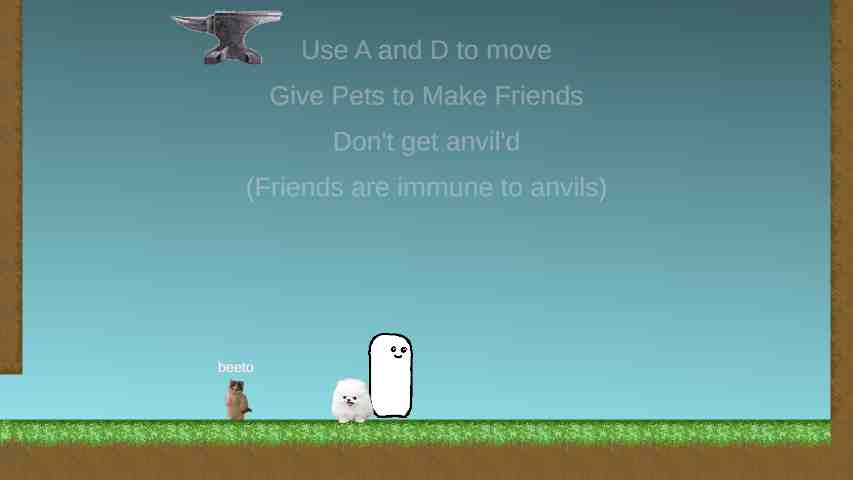 Use A and D to move
Give Pets to Make Friends
Don't get anvil'd
(Friends are immune to anvils)
beeto